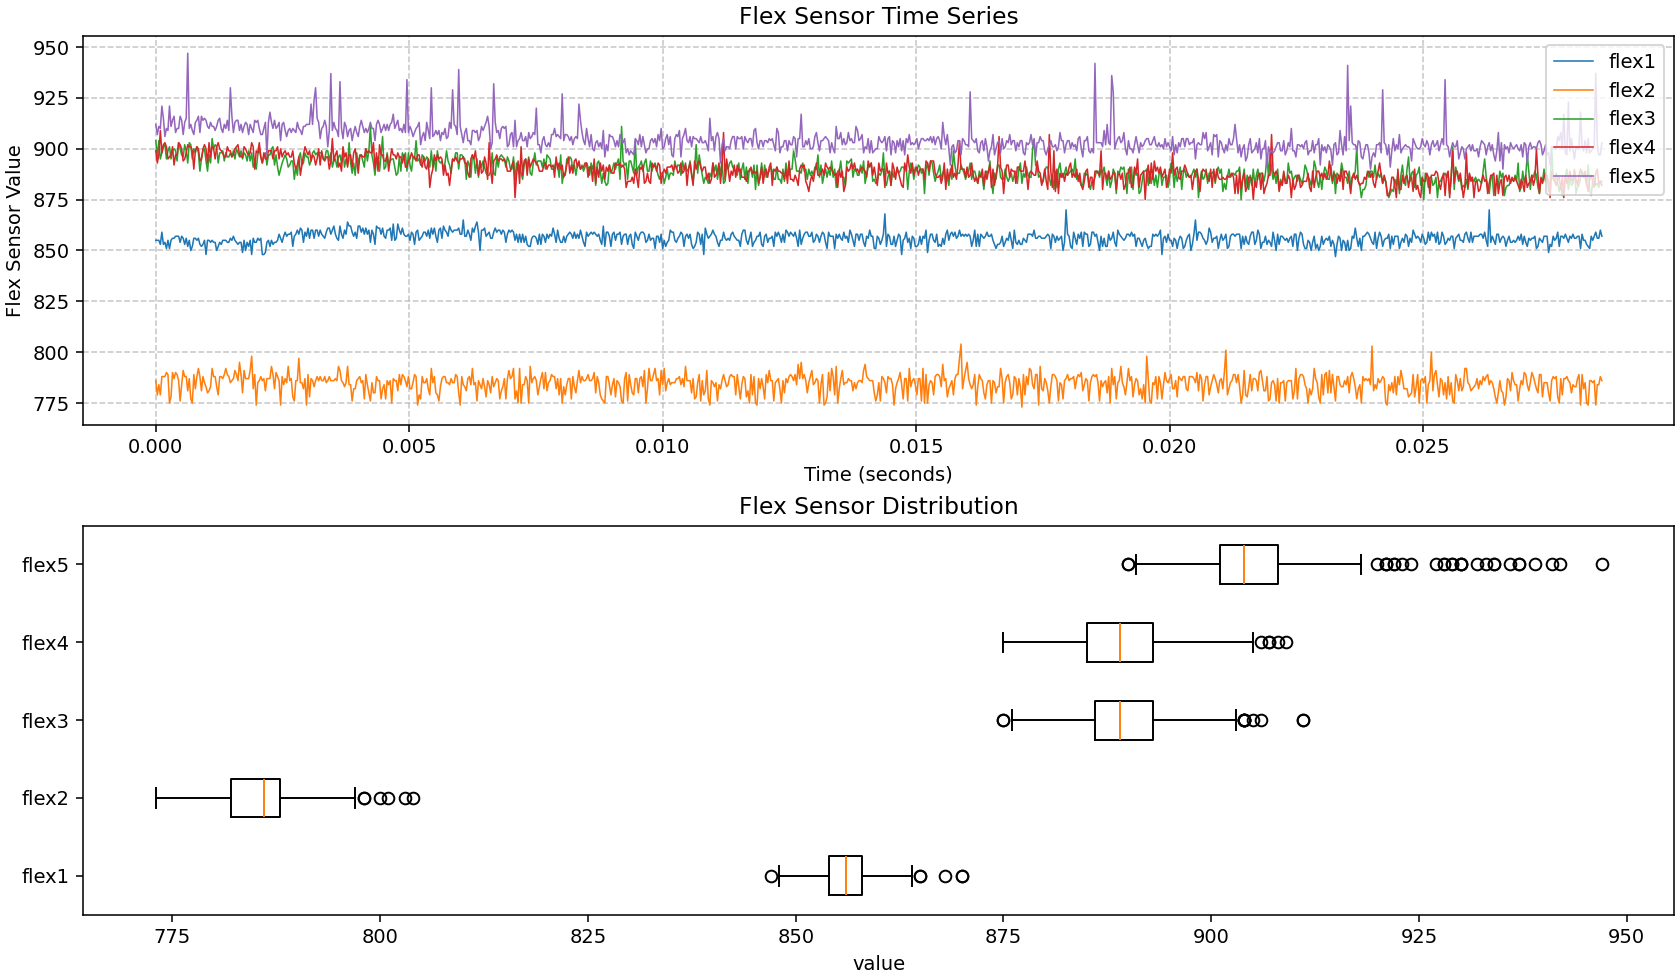 Flex Sensor Time Series
Flex Sensor Value
950
925
900
875
850
825
800
775
flex1
flex2
flex3
flex4
flex5
0.000 0.005 0.010 0.015 0.020 0.025
Time (seconds)
Flex Sensor Distribution
flex5
flex4
flex3
flex2
flex1
775 800 825 850 875 900 925 950
value